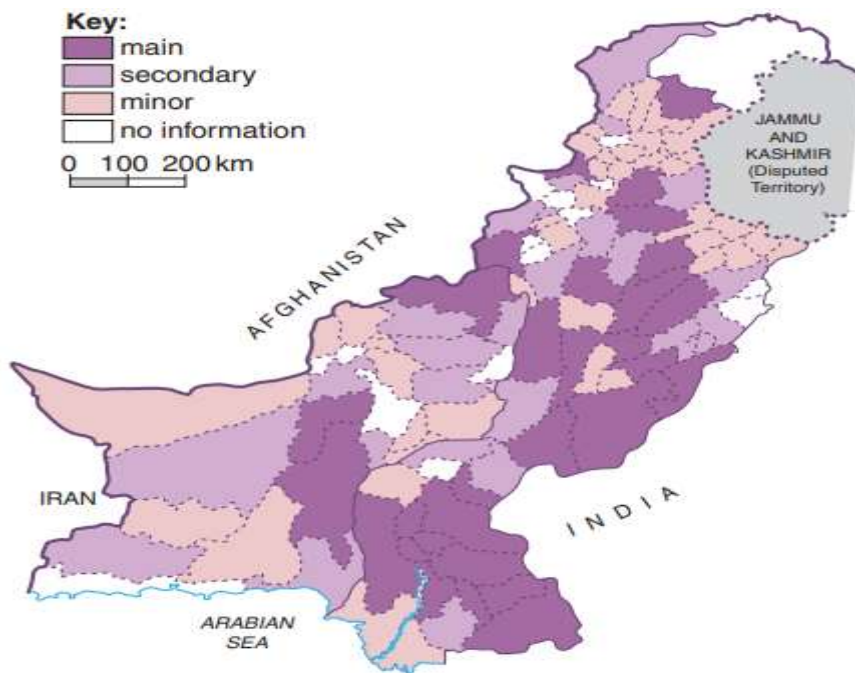 Key:
main
secondary
minor
no information
0 100 200 km
JAMMU
AND
KASHMIR
(Disputed
Territory)
AFGHANISTAN
IRAN
INDIA
ARABIAN
SEA